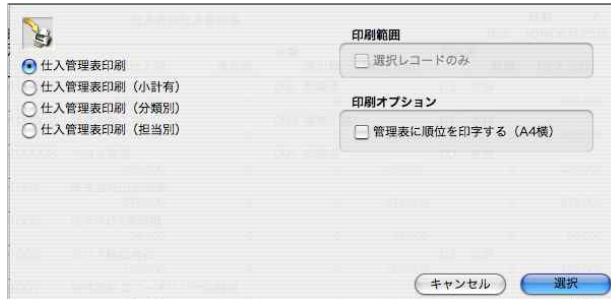 仕入管理表印刷
仕入管理表印刷（小計有）
仕入管理表印刷（分類別）
仕入管理表印刷（担当別）
印刷範囲
選択レコードのみ
印刷オプション
管理表に順位を印字する（A4横）
キャンセル
選択